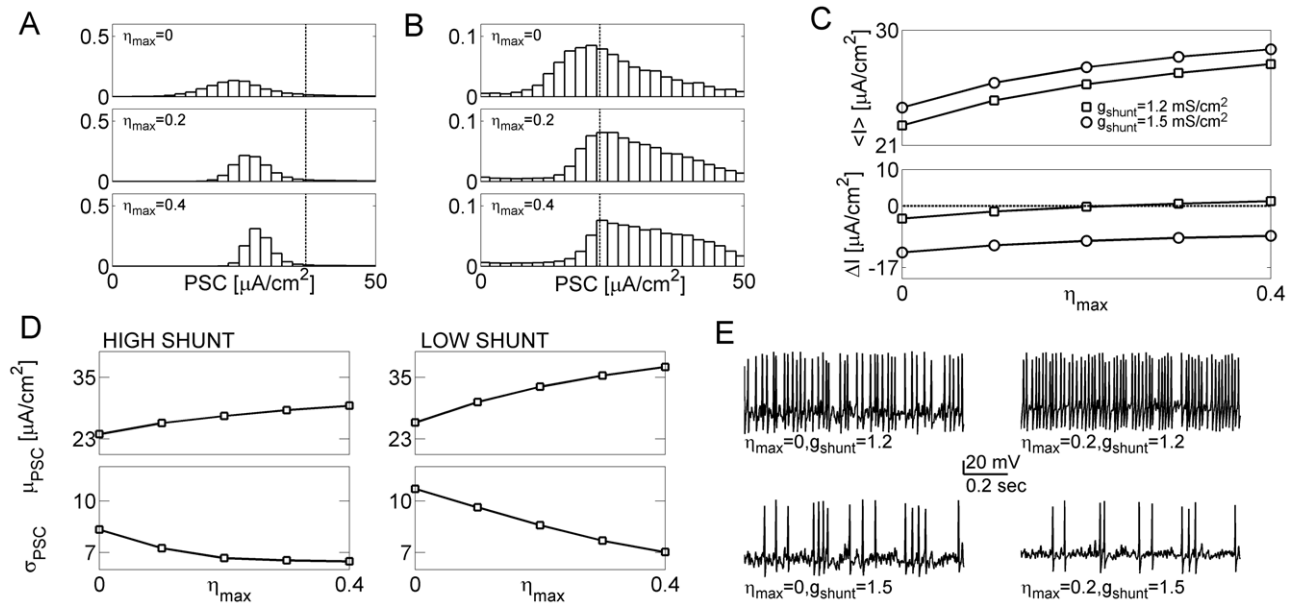 A
0.5
η_max=0
0
0.5
η_max=0.2
0
0.5
η_max=0.4
0
0
PSC [μA/cm²]
50
B
0.1
η_max=0
0
0.1
η_max=0.2
0
0.1
η_max=0.4
0
0
PSC [μA/cm²]
50
C
30
<I> [μA/cm²]
21
g_shunt=1.2 mS/cm²
g_shunt=1.5 mS/cm²
10
0
ΔI [μA/cm²]
-17
0
η_max
0.4
D
HIGH SHUNT
LOW SHUNT
μ_PSC [μA/cm²]
35
23
35
23
σ_PSC
10
7
10
7
0
η_max
0.4
0
η_max
0.4
E
η_max=0,g_shunt=1.2
η_max=0.2,g_shunt=1.2
20 mV
0.2 sec
η_max=0,g_shunt=1.5
η_max=0.2,g_shunt=1.5